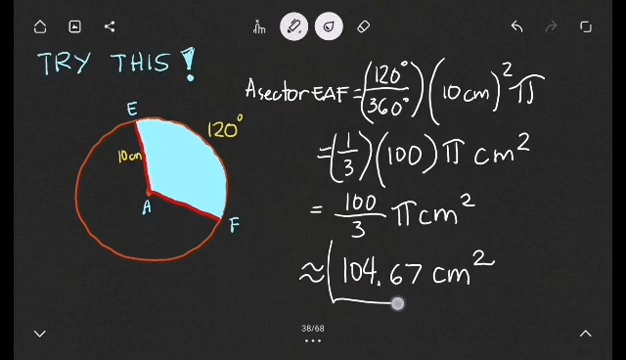 TRY THIS!
E
120°
10cm
A
F
A sector EAF = (120°/360°)(10cm)²π
= (1/3)(100)π cm²
= 100/3 π cm²
≈ 104.67 cm²
38/68